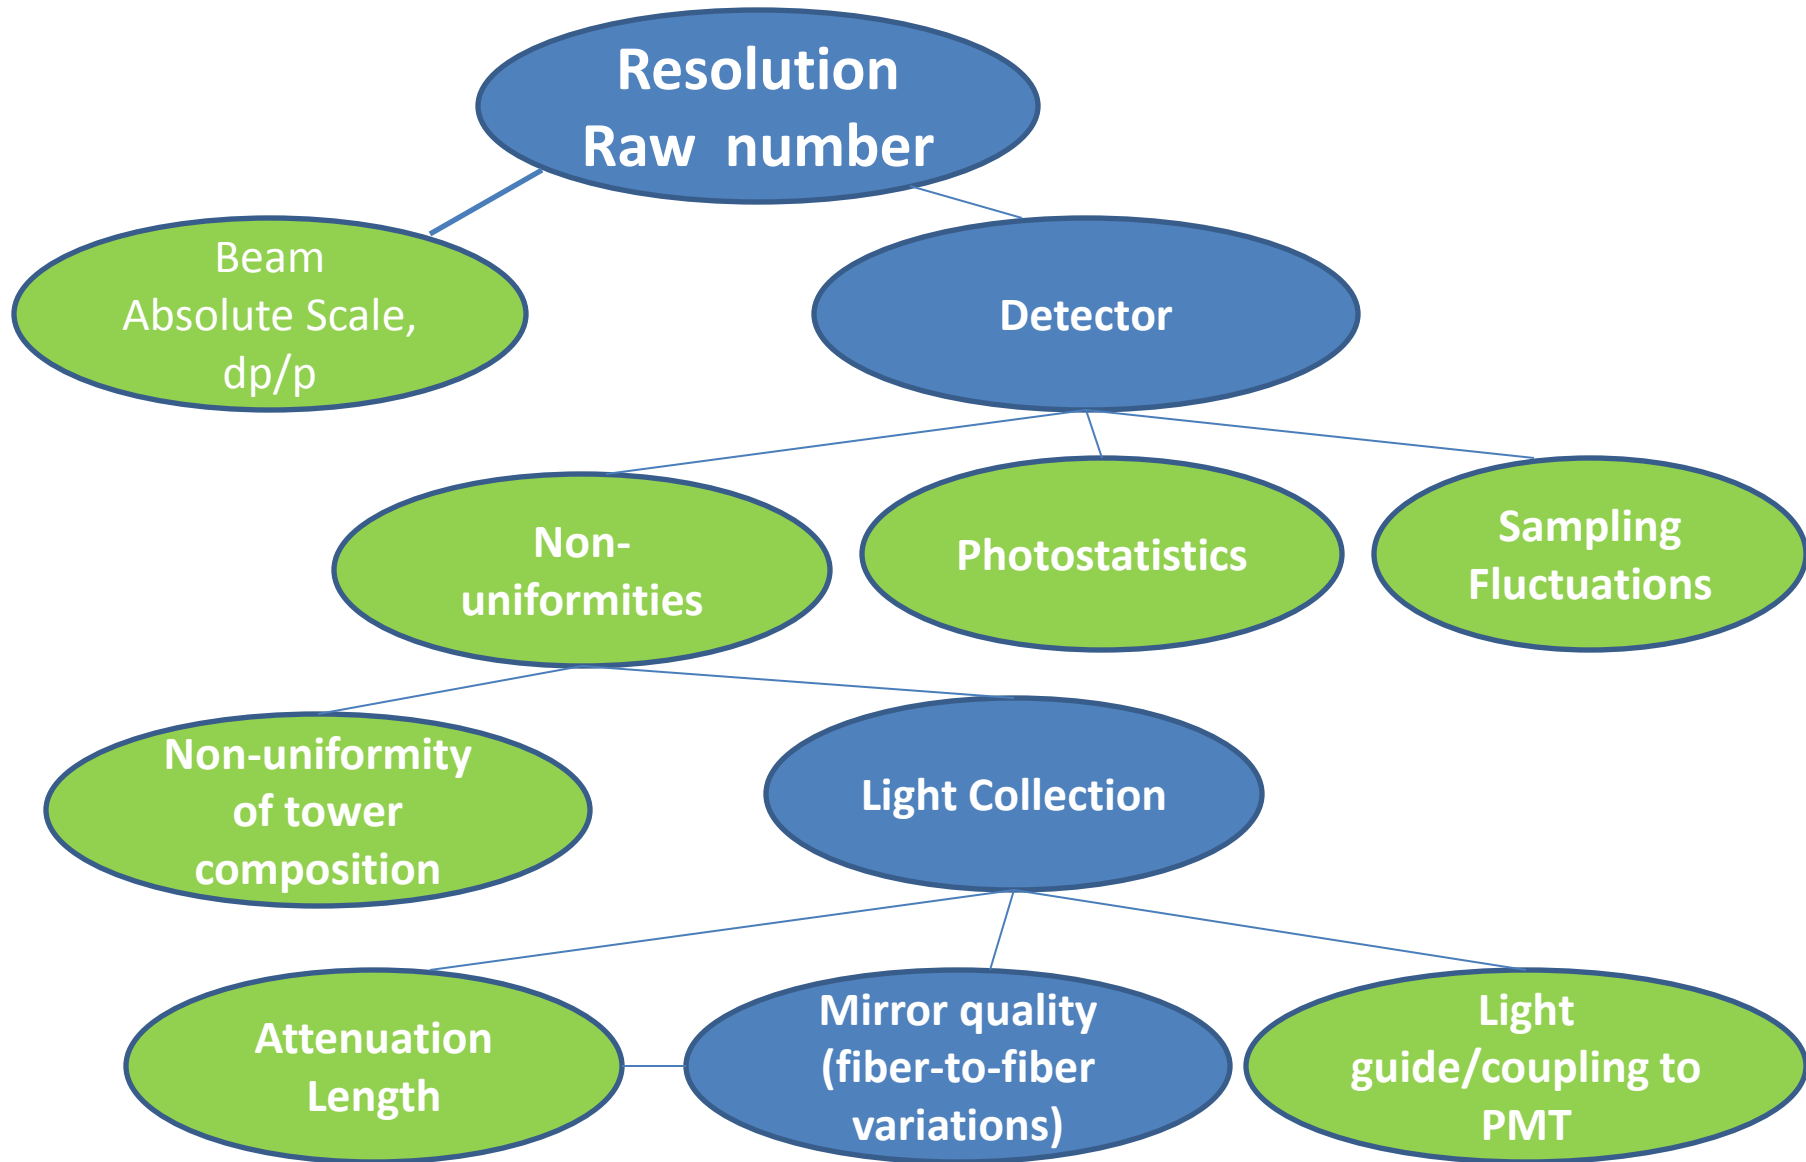 Resolution
Raw  number
Beam
Absolute Scale,
dp/p
Detector
Non-
uniformities
Photostatistics
Sampling
Fluctuations
Non-uniformity
of tower
composition
Light Collection
Attenuation
Length
Mirror quality
(fiber-to-fiber
variations)
Light
guide/coupling to
PMT